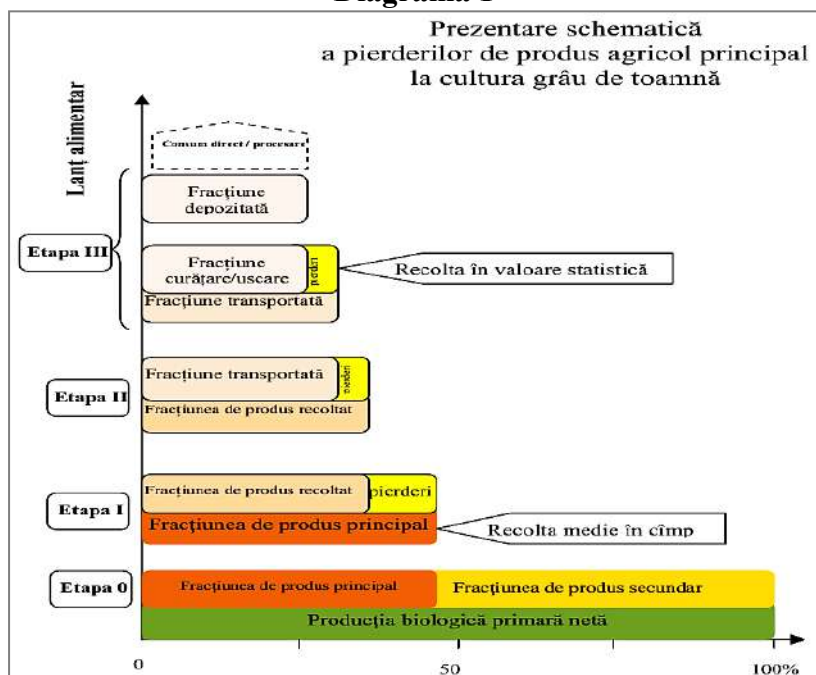 Prezentare schematică
a pierderilor de produs agricol principal
la cultura grâu de toamnă
Lanț alimentar
Comum direct / procesare
Fracțiune
depozitată
Etapa III
Fracțiune
curățare/uscare
pierderi
Recolta în valoare statistică
Fracțiune transportată
Fracțiune transportată
pierderi
Etapa II
Fracțiunea de produs recoltat
Fracțiunea de produs recoltat
pierderi
Etapa I
Fracțiunea de produs principal
Recolta medie în cîmp
Etapa 0
Fracțiunea de produs principal
Fracțiunea de produs secundar
Producția biologică primară netă
0
50
100%